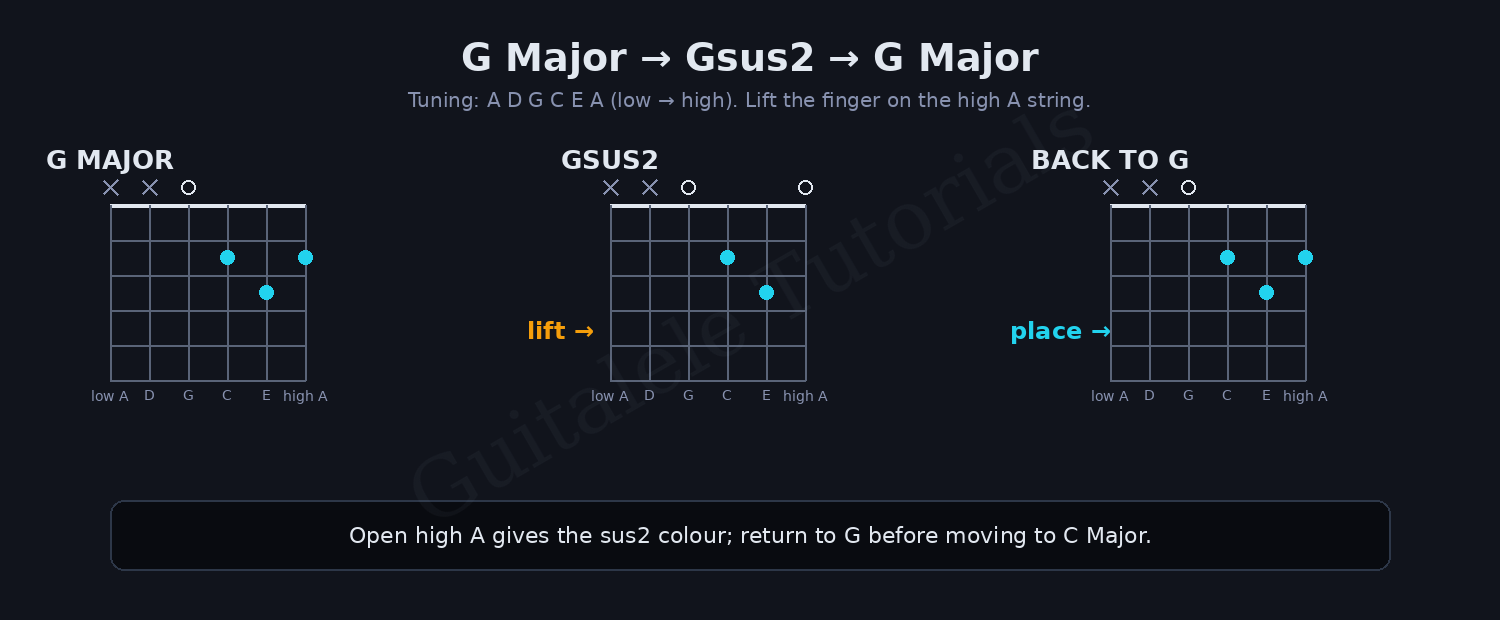 G Major → Gsus2 → G Major
Tuning: A D G C E A (low → high). Lift the finger on the high A string.
G MAJOR
low A D G C E high A
GSUS2
lift →
low A D G C E high A
BACK TO G
place →
low A D G C E high A
Guitalele Tutorials
Open high A gives the sus2 colour; return to G before moving to C Major.